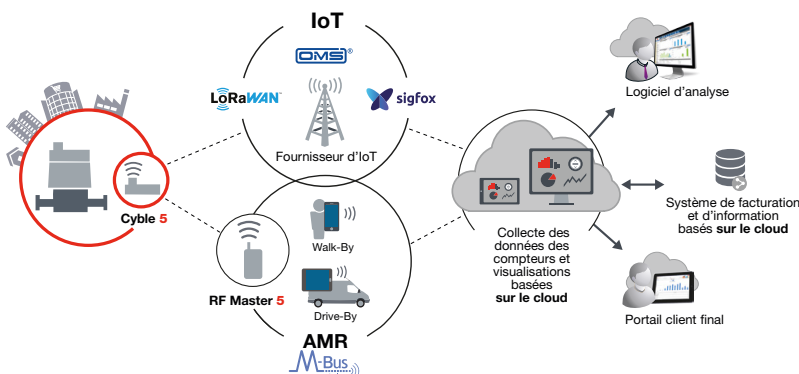 IoT
OMS®
LoRaWAN™
sigfox
Fournisseur d'IoT
Cyble 5
RF Master 5
Walk-By
Drive-By
AMR
M-Bus
Collecte des
données des
compteurs et
visualisations
basées
sur le cloud
Logiciel d'analyse
Système de facturation
et d'information
basés sur le cloud
Portail client final